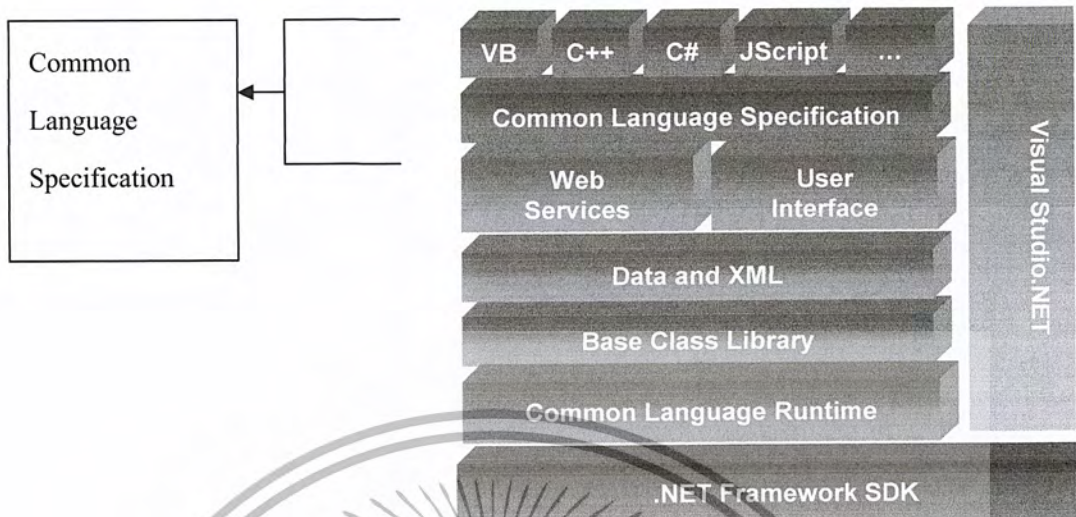 Common
Language
Specification
VB C++ C# JScript ...
Common Language Specification
Web
Services
User
Interface
Data and XML
Base Class Library
Common Language Runtime
.NET Framework SDK
Visual Studio.NET